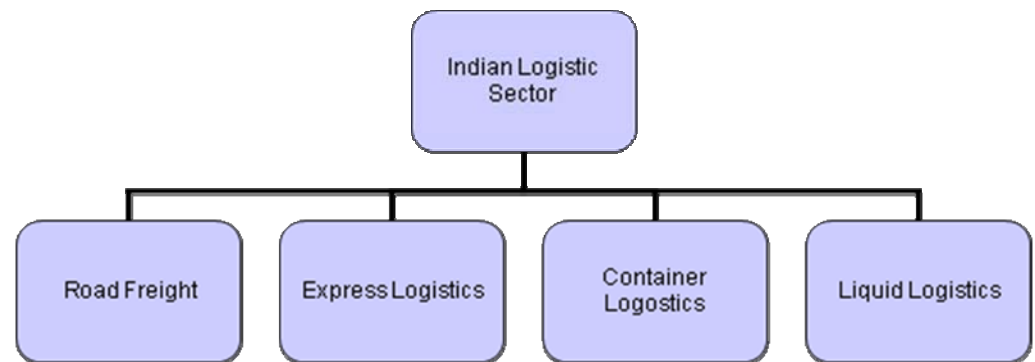 Indian Logistic
Sector
Road Freight
Express Logistics
Container
Logostics
Liquid Logistics